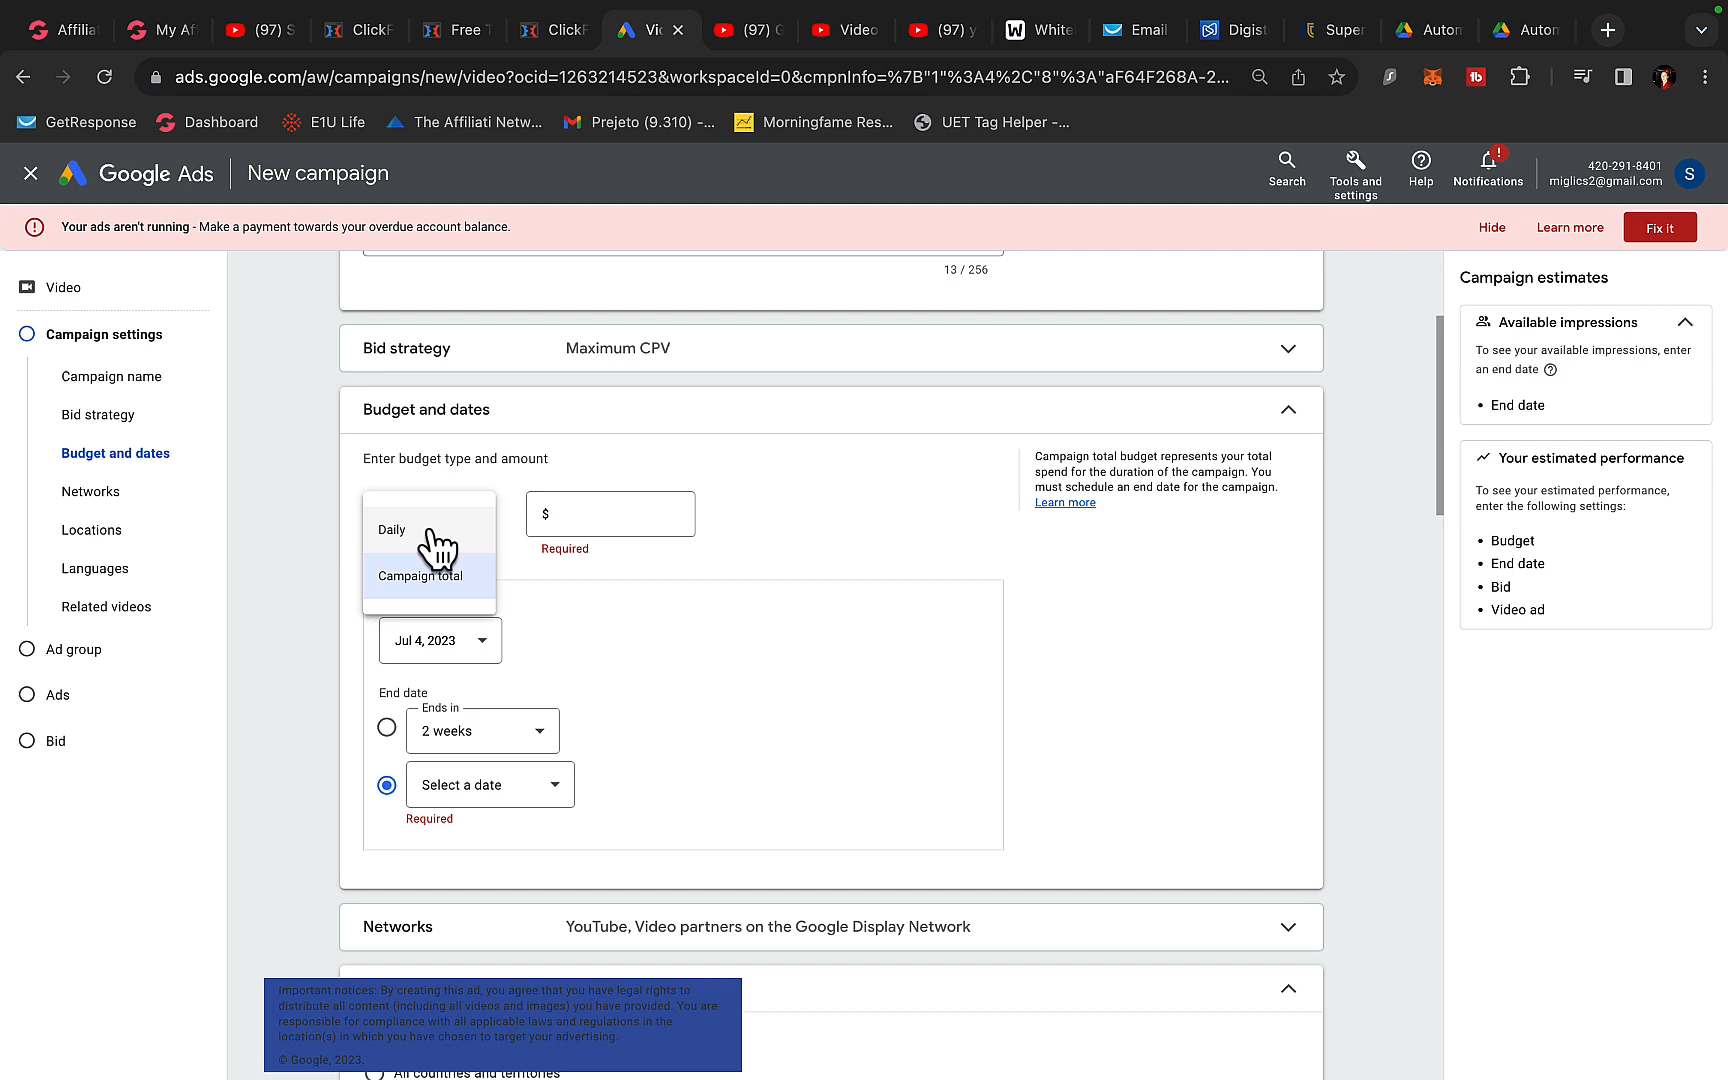 Affilia
My Af
(97) S
ClickF
Free T
ClickF
Vi
(97) G
Video
(97) y
W White
Email
Digist
Super
Autom
Autom
ads.google.com/aw/campaigns/new/video?ocid=1263214523&workspaceId=0&cmpnInfo=%7B"1"%3A4%2C"8"%3A"aF64F268A-2...
GetResponse
Dashboard
E1U Life
The Affiliati Netw...
Prejeto (9.310) -...
Morningfame Res...
UET Tag Helper -...
Google Ads
New campaign
Search
Tools and settings
Help
Notifications
420-291-8401
miglics2@gmail.com
S
Your ads aren't running - Make a payment towards your overdue account balance.
Hide
Learn more
Fix it
Video
Campaign settings
Campaign name
Bid strategy
Budget and dates
Networks
Locations
Languages
Related videos
Ad group
Ads
Bid
13 / 256
Bid strategy
Maximum CPV
Budget and dates
Enter budget type and amount
Daily
Campaign total
$
Required
Campaign total budget represents your total
spend for the duration of the campaign. You
must schedule an end date for the campaign.
Learn more
Jul 4, 2023
End date
Ends in
2 weeks
Select a date
Required
Networks
YouTube, Video partners on the Google Display Network
Important notices: By creating this ad, you agree that you have legal rights to
distribute all content (including all videos and images) you have provided. You are
responsible for compliance with all applicable laws and regulations in the
location(s) in which you have chosen to target your advertising.
© Google, 2023.
All countries and territories
Campaign estimates
Available impressions
To see your available impressions, enter
an end date
• End date
Your estimated performance
To see your estimated performance,
enter the following settings:
• Budget
• End date
• Bid
• Video ad